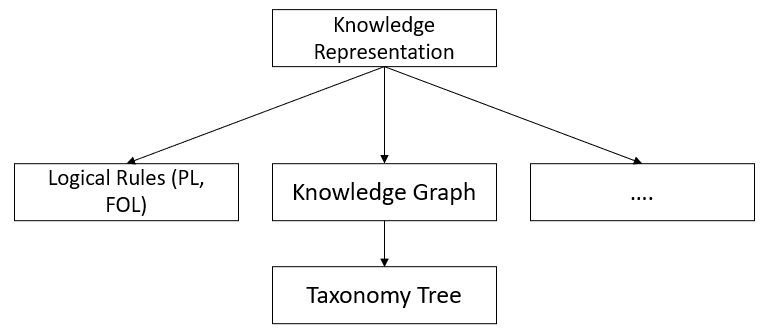 Knowledge
Representation
Logical Rules (PL,
FOL)
Knowledge Graph
....
Taxonomy Tree